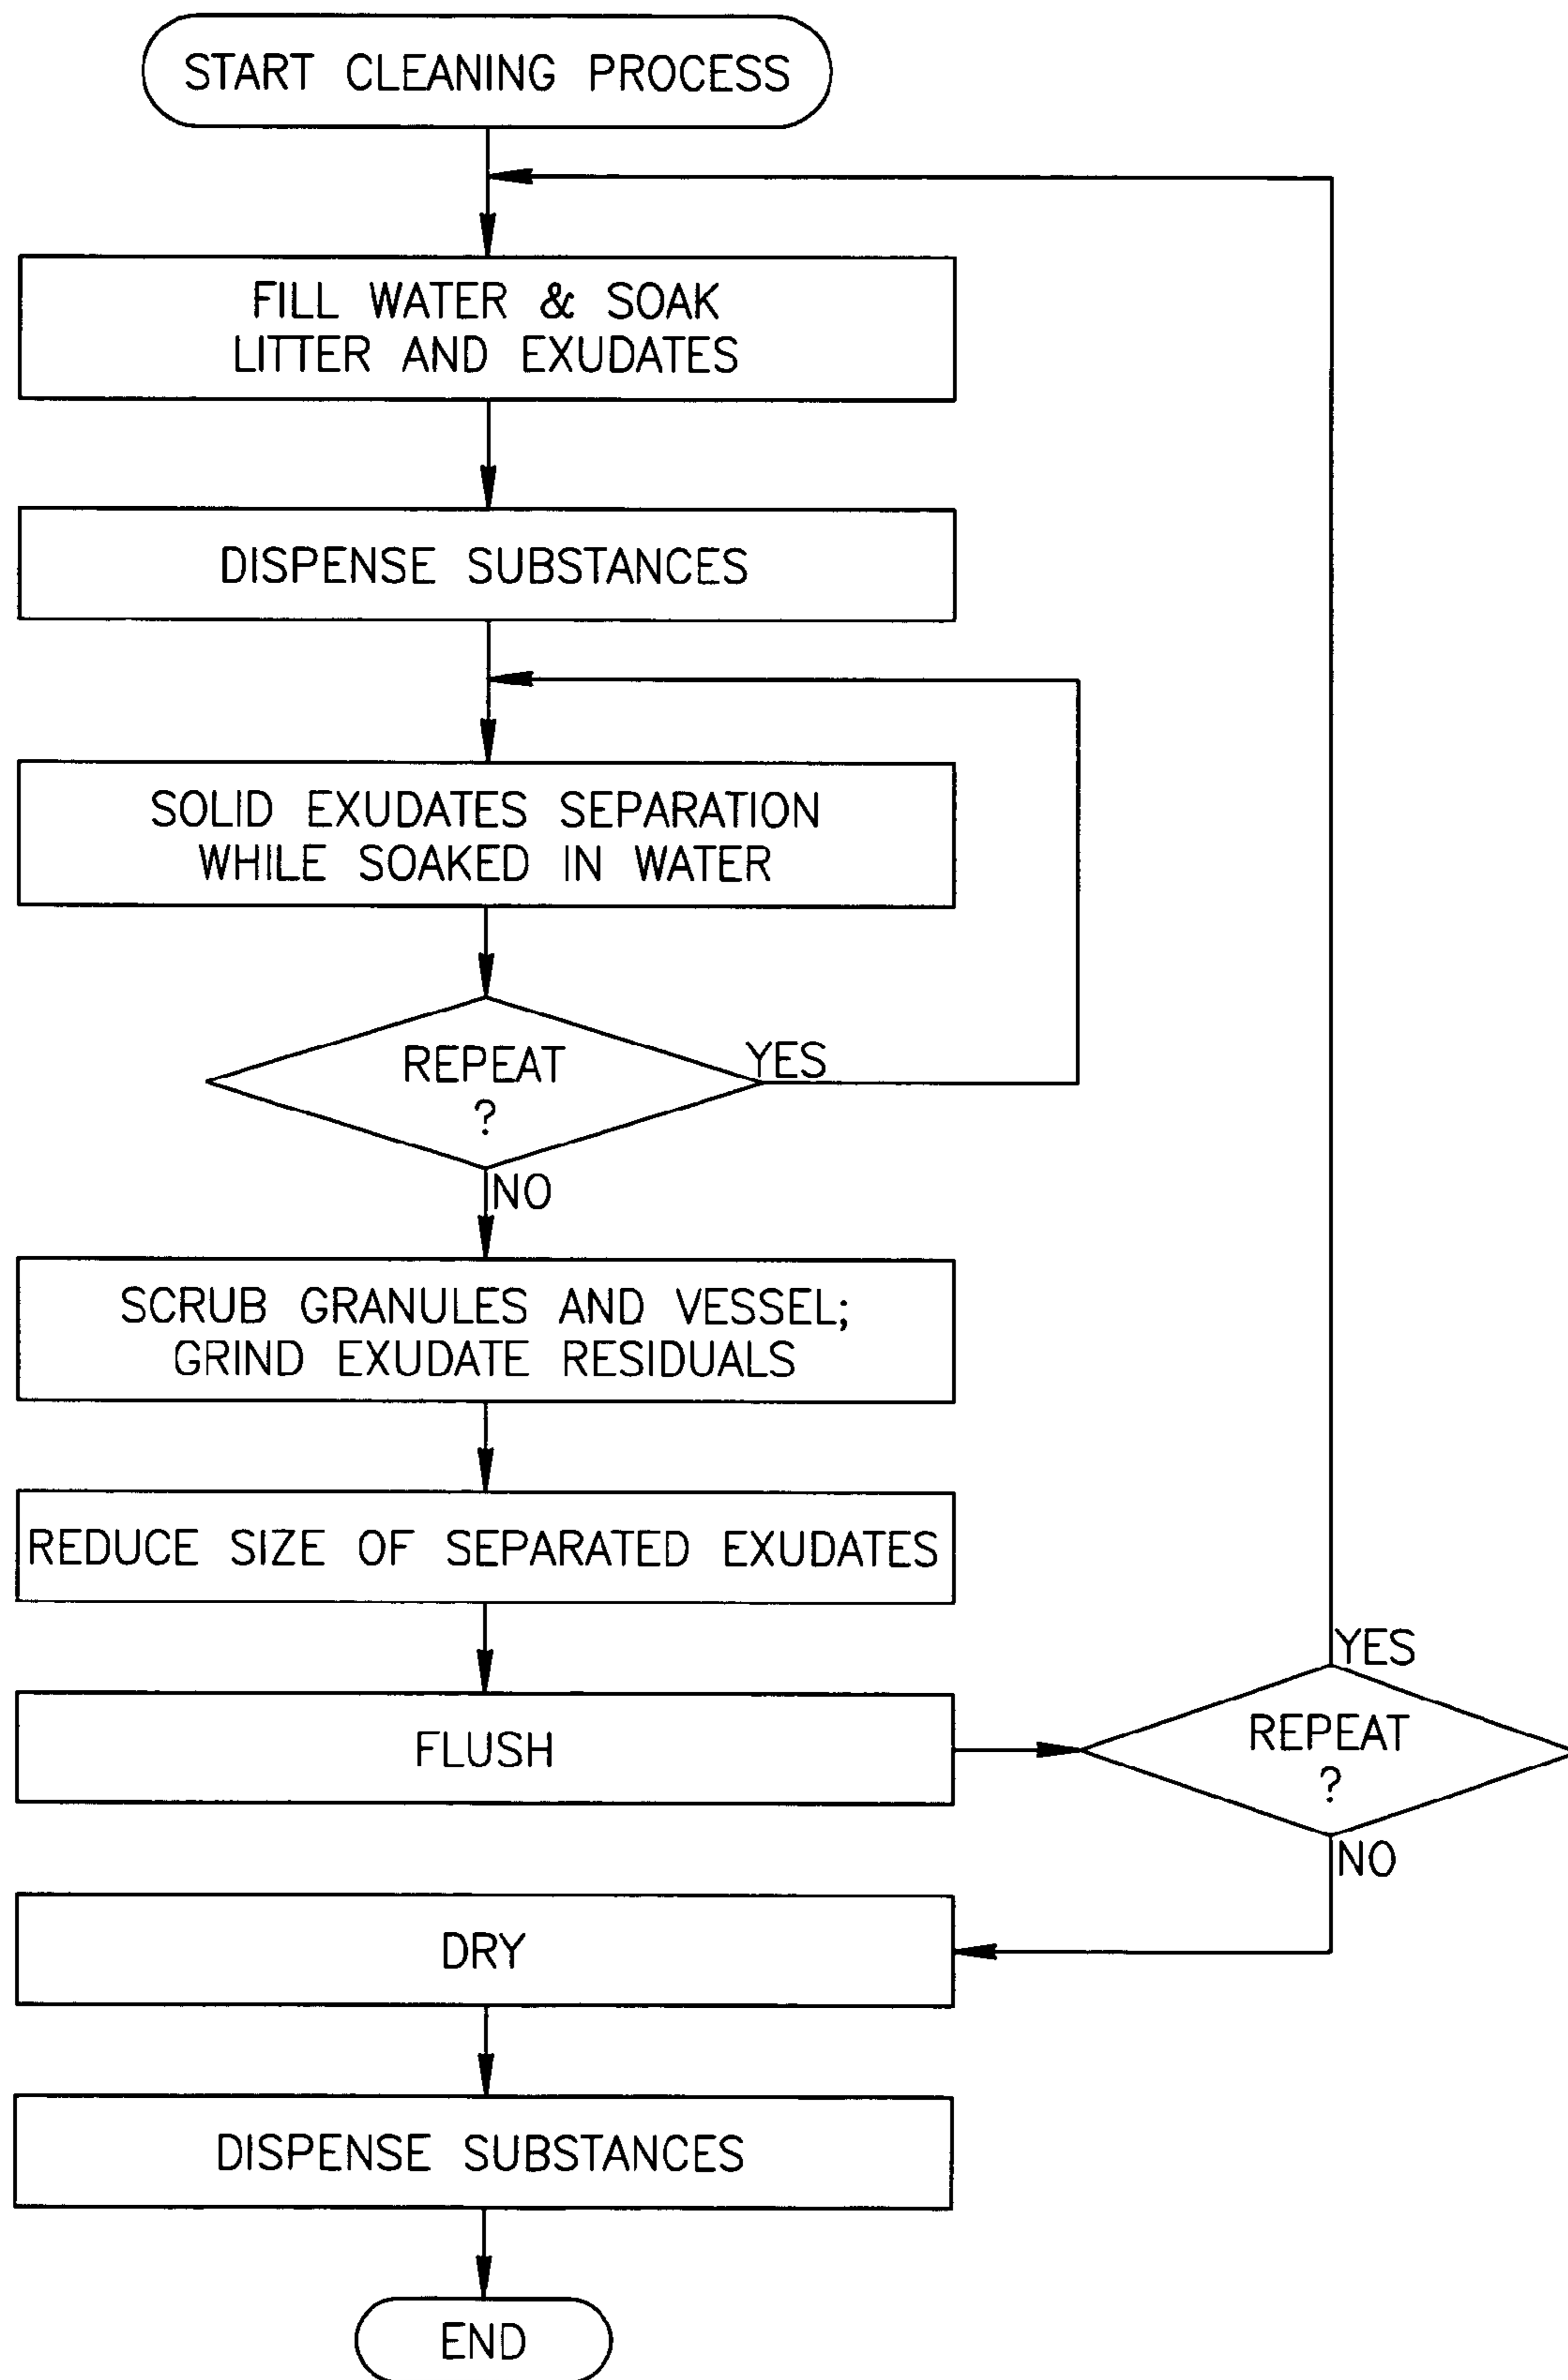 START CLEANING PROCESS
FILL WATER & SOAK
LITTER AND EXUDATES
DISPENSE SUBSTANCES
SOLID EXUDATES SEPARATION
WHILE SOAKED IN WATER
REPEAT
?
YES
NO
SCRUB GRANULES AND VESSEL;
GRIND EXUDATE RESIDUALS
REDUCE SIZE OF SEPARATED EXUDATES
FLUSH
YES
REPEAT
?
NO
DRY
DISPENSE SUBSTANCES
END